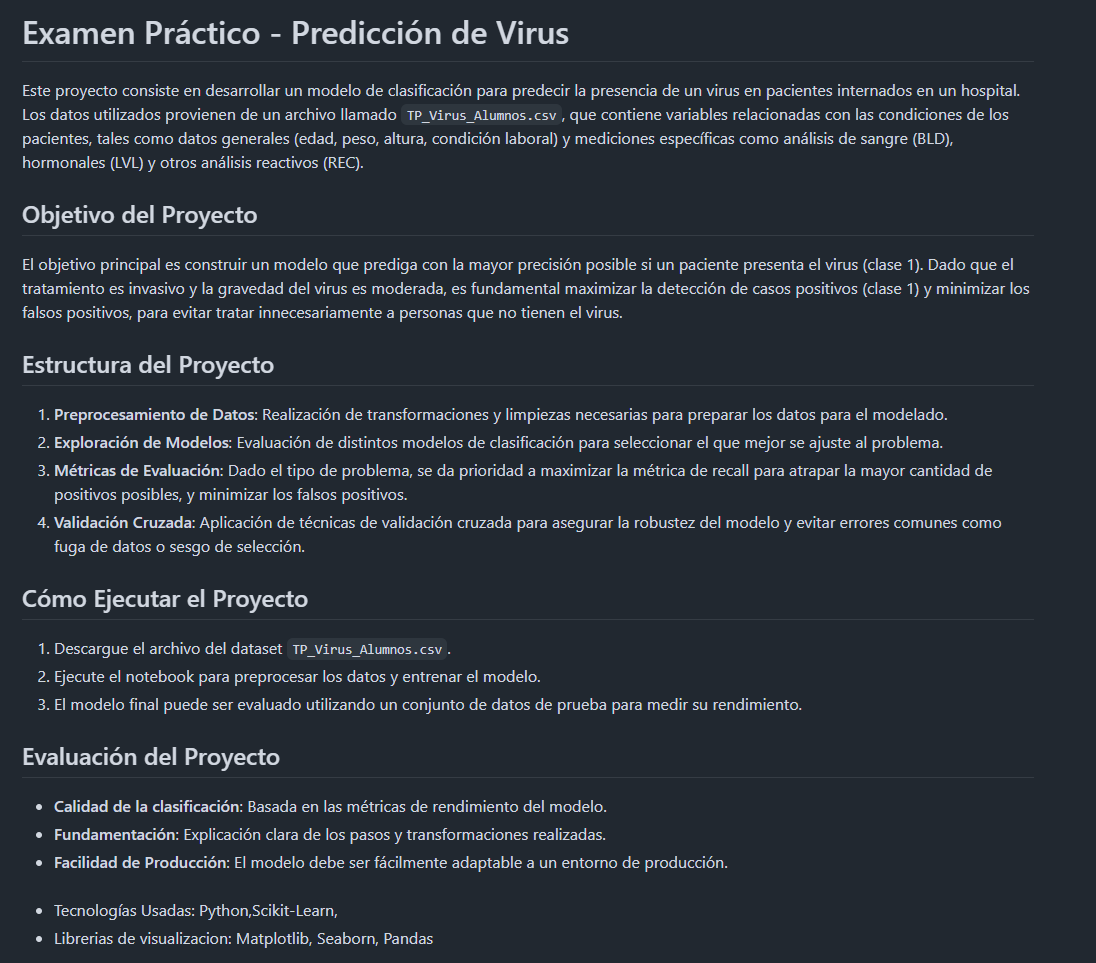 Examen Práctico - Predicción de Virus
Este proyecto consiste en desarrollar un modelo de clasificación para predecir la presencia de un virus en pacientes internados en un hospital.
Los datos utilizados provienen de un archivo llamado TP_Virus_Alumnos.csv, que contiene variables relacionadas con las condiciones de los
pacientes, tales como datos generales (edad, peso, altura, condición laboral) y mediciones específicas como análisis de sangre (BLD),
hormonales (LVL) y otros análisis reactivos (REC).
Objetivo del Proyecto
El objetivo principal es construir un modelo que prediga con la mayor precisión posible si un paciente presenta el virus (clase 1). Dado que el
tratamiento es invasivo y la gravedad del virus es moderada, es fundamental maximizar la detección de casos positivos (clase 1) y minimizar los
falsos positivos, para evitar tratar innecesariamente a personas que no tienen el virus.
Estructura del Proyecto
1. Preprocesamiento de Datos: Realización de transformaciones y limpiezas necesarias para preparar los datos para el modelado.
2. Exploración de Modelos: Evaluación de distintos modelos de clasificación para seleccionar el que mejor se ajuste al problema.
3. Métricas de Evaluación: Dado el tipo de problema, se da prioridad a maximizar la métrica de recall para atrapar la mayor cantidad de
positivos posibles, y minimizar los falsos positivos.
4. Validación Cruzada: Aplicación de técnicas de validación cruzada para asegurar la robustez del modelo y evitar errores comunes como
fuga de datos o sesgo de selección.
Cómo Ejecutar el Proyecto
1. Descargue el archivo del dataset TP_Virus_Alumnos.csv.
2. Ejecute el notebook para preprocesar los datos y entrenar el modelo.
3. El modelo final puede ser evaluado utilizando un conjunto de datos de prueba para medir su rendimiento.
Evaluación del Proyecto
• Calidad de la clasificación: Basada en las métricas de rendimiento del modelo.
• Fundamentación: Explicación clara de los pasos y transformaciones realizadas.
• Facilidad de Producción: El modelo debe ser fácilmente adaptable a un entorno de producción.
• Tecnologías Usadas: Python,Scikit-Learn,
• Librerias de visualizacion: Matplotlib, Seaborn, Pandas